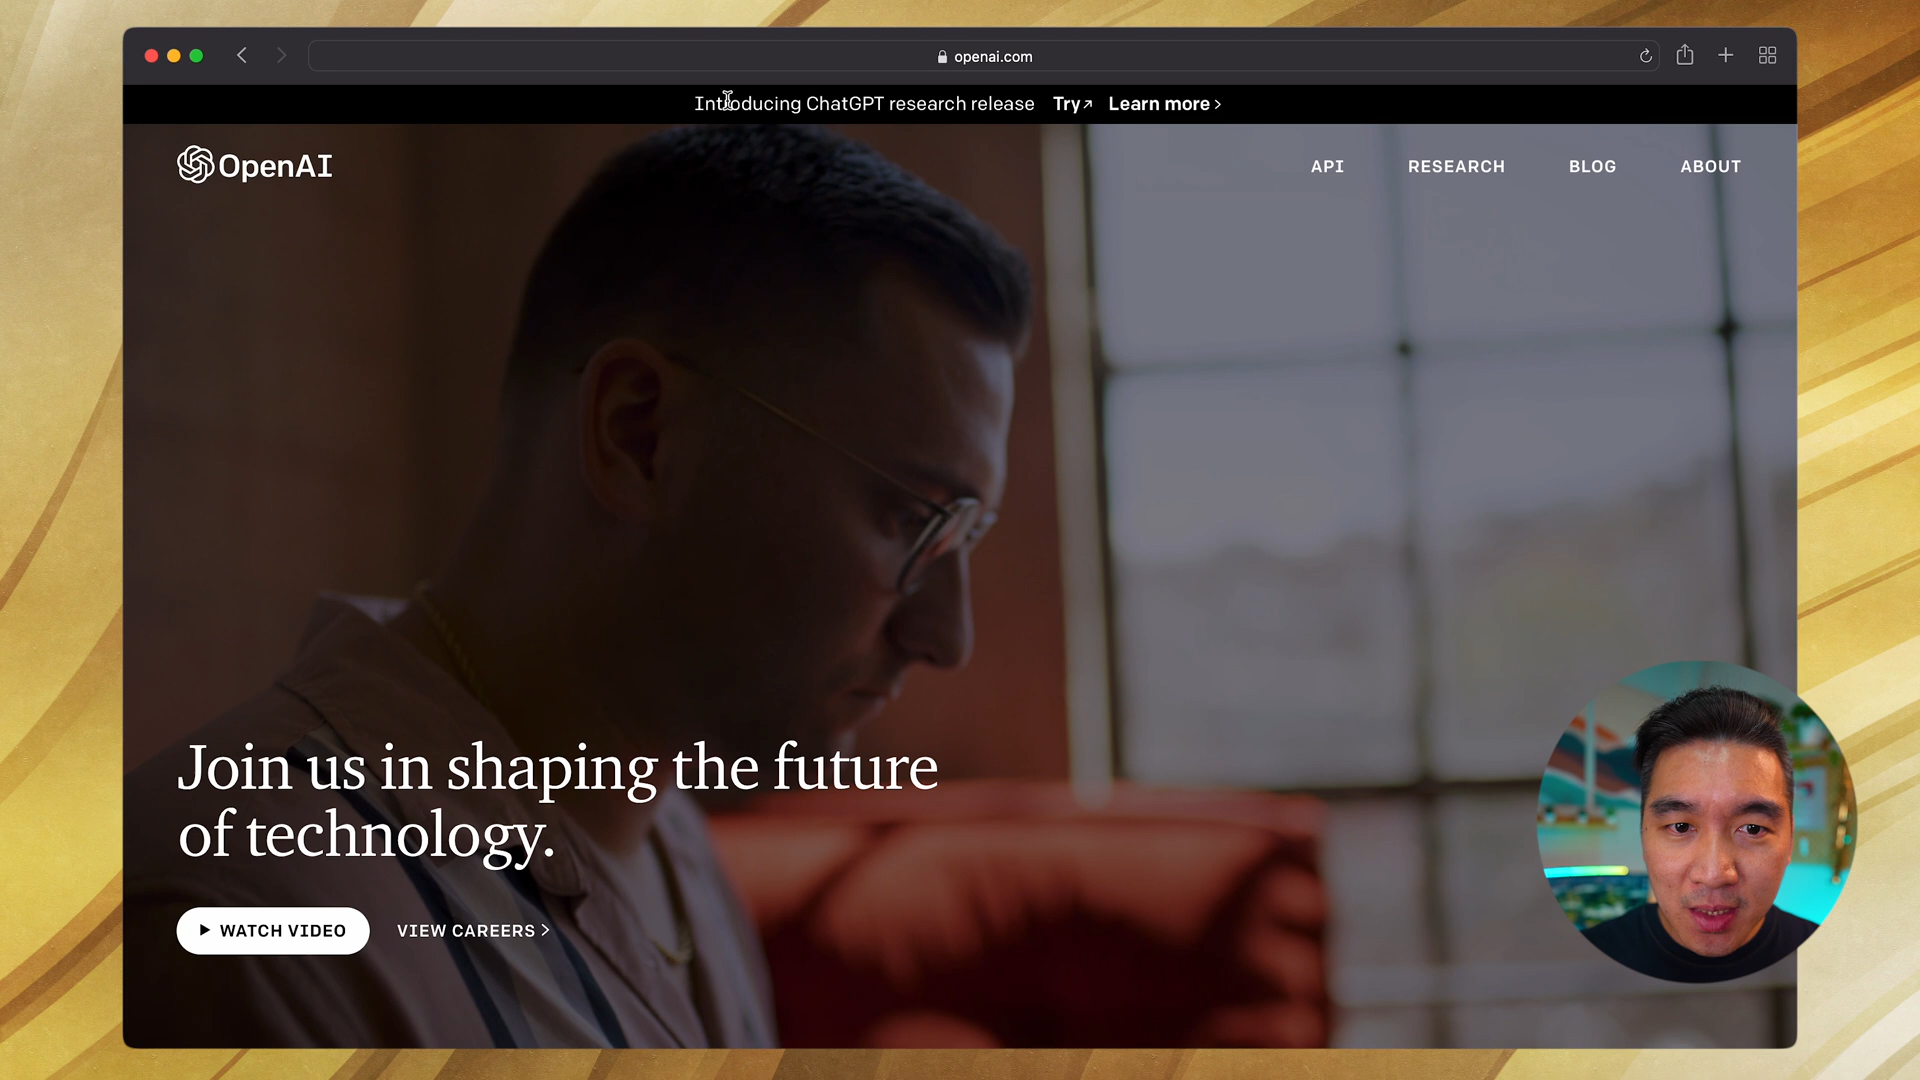 openai.com
Introducing ChatGPT research release Try↗ Learn more >
OpenAI
API RESEARCH BLOG ABOUT
Join us in shaping the future
of technology.
WATCH VIDEO VIEW CAREERS >